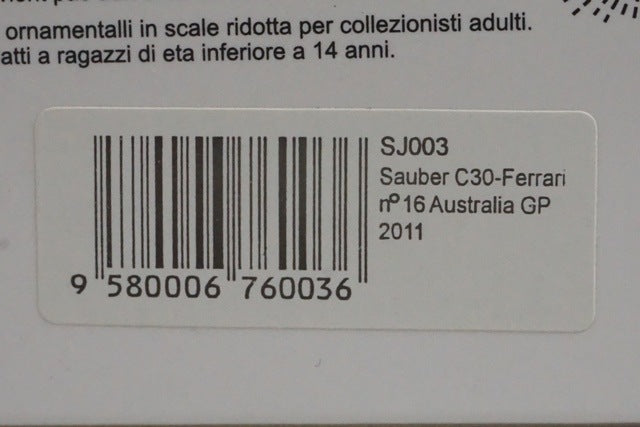 ornamentalli in scale ridotta per collezionisti adulti.
atti a ragazzi di eta inferiore a 14 anni.
SJ003
Sauber C30-Ferrari
nº16 Australia GP
2011
9 580006 760036